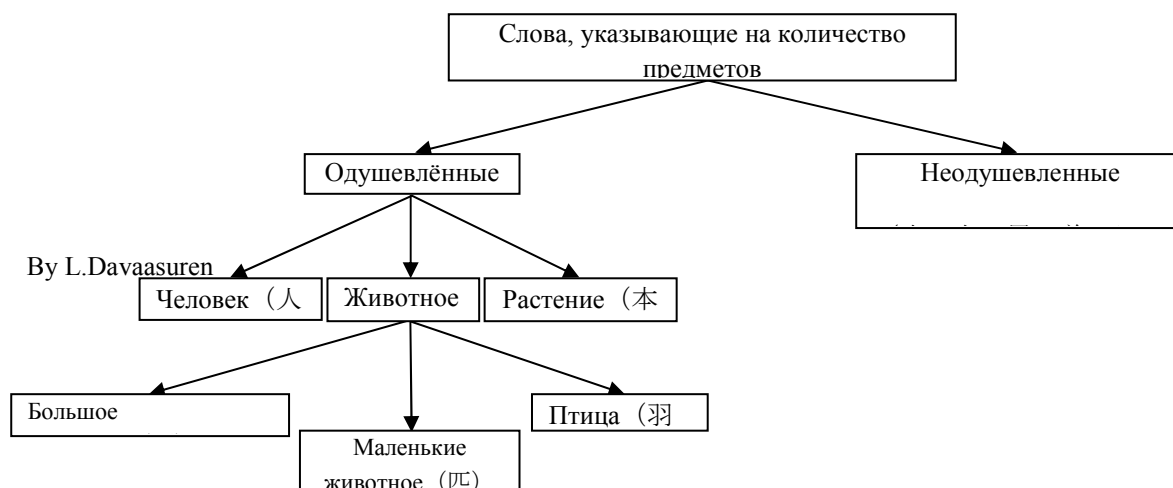 Слова, указывающие на количество
предметов
Одушевлённые
Неодушевленные
By L.Davaasuren
Человек（人
Животное
Растение（本
Большое
Птица（羽
Маленькие
животное（匹）